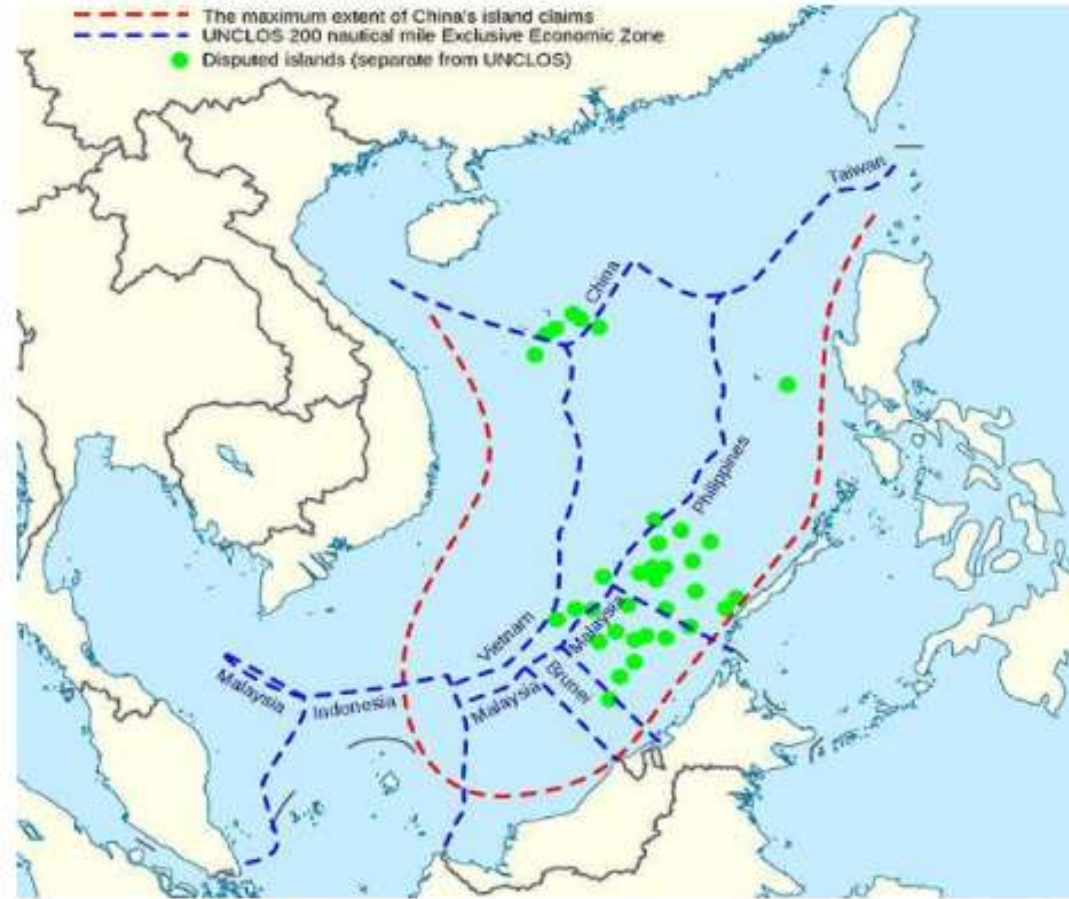 The maximum extent of China's island claims
UNCLOS 200 nautical mile Exclusive Economic Zone
Disputed islands (separate from UNCLOS)
Taiwan
China
Philippines
Malaysia
Vietnam
Brunei
Malaysia
Indonesia
Malaysia